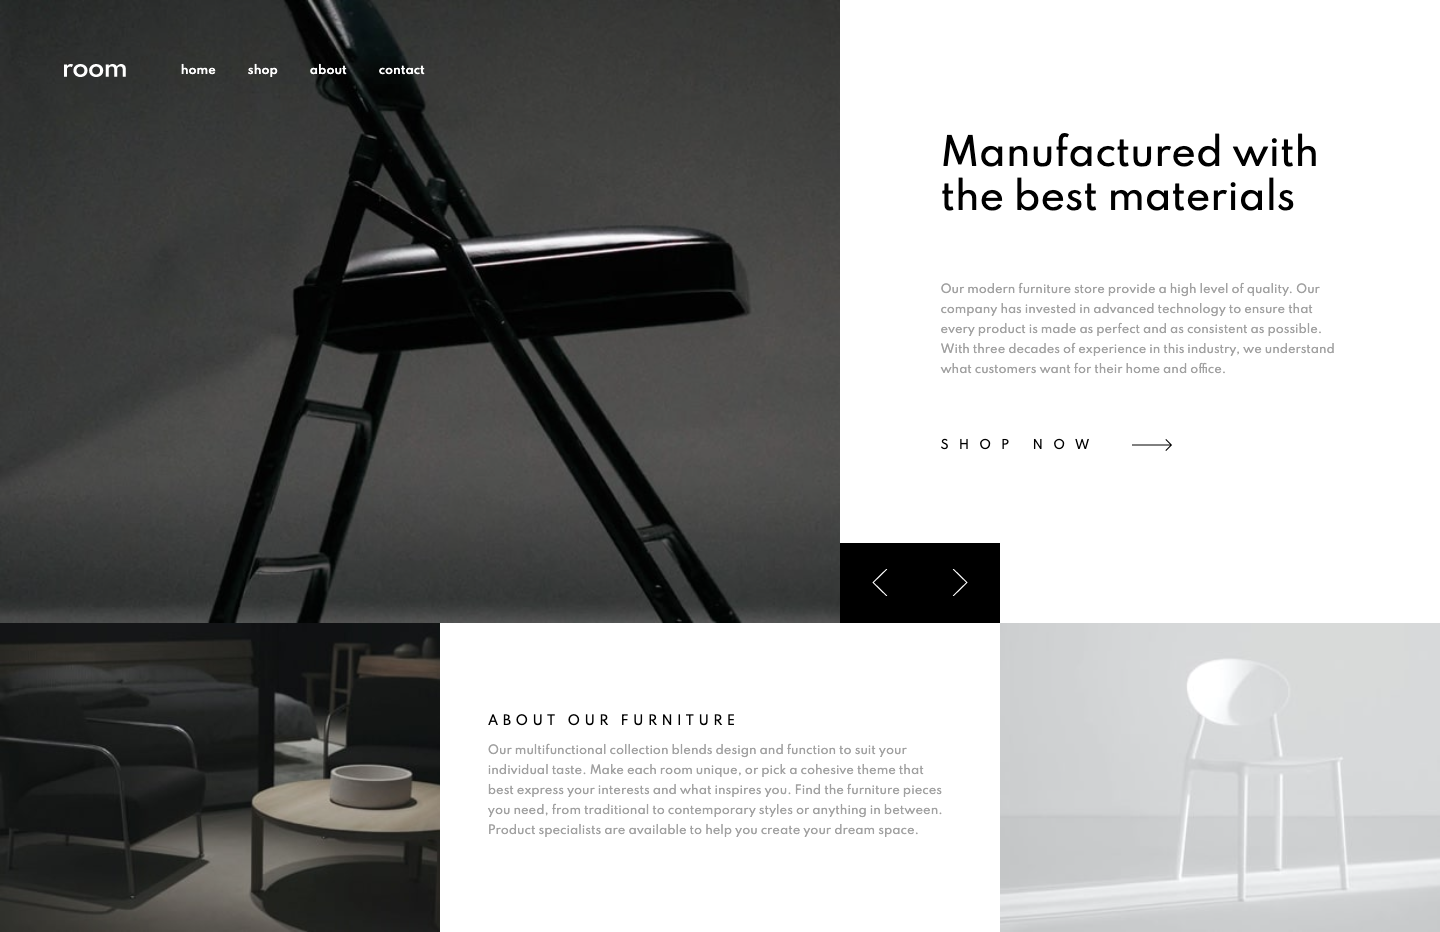 room
home shop about contact
Manufactured with
the best materials
Our modern furniture store provide a high level of quality. Our
company has invested in advanced technology to ensure that
every product is made as perfect and as consistent as possible.
With three decades of experience in this industry, we understand
what customers want for their home and office.
SHOP NOW
ABOUT OUR FURNITURE
Our multifunctional collection blends design and function to suit your
individual taste. Make each room unique, or pick a cohesive theme that
best express your interests and what inspires you. Find the furniture pieces
you need, from traditional to contemporary styles or anything in between.
Product specialists are available to help you create your dream space.